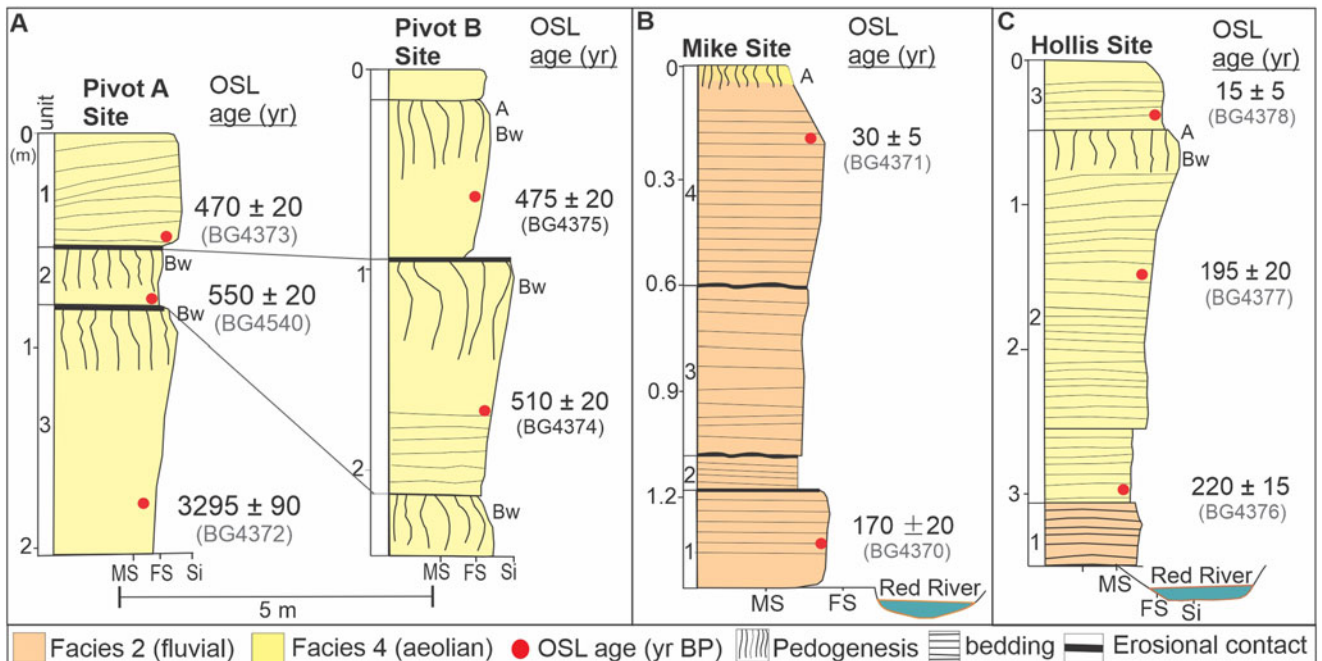 A
Pivot A
Site
OSL
age (yr)
unit
0
(m)
1
2
1
2
3
Bw
Bw
470 ± 20
(BG4373)
550 ± 20
(BG4540)
3295 ± 90
(BG4372)
MS FS Si
5 m
Pivot B
Site
OSL
age (yr)
0
1
2
A
Bw
Bw
Bw
475 ± 20
(BG4375)
510 ± 20
(BG4374)
MS FS Si
B
Mike Site
OSL
age (yr)
0
0.3
0.6
0.9
1.2
4
3
2
1
A
30 ± 5
(BG4371)
170 ± 20
(BG4370)
MS FS
Red River
C
Hollis Site
OSL
age (yr)
0
1
2
3
3
2
1
A
Bw
15 ± 5
(BG4378)
195 ± 20
(BG4377)
220 ± 15
(BG4376)
MS
FS
Si
Red River
Facies 2 (fluvial) Facies 4 (aeolian) OSL age (yr BP) Pedogenesis bedding Erosional contact